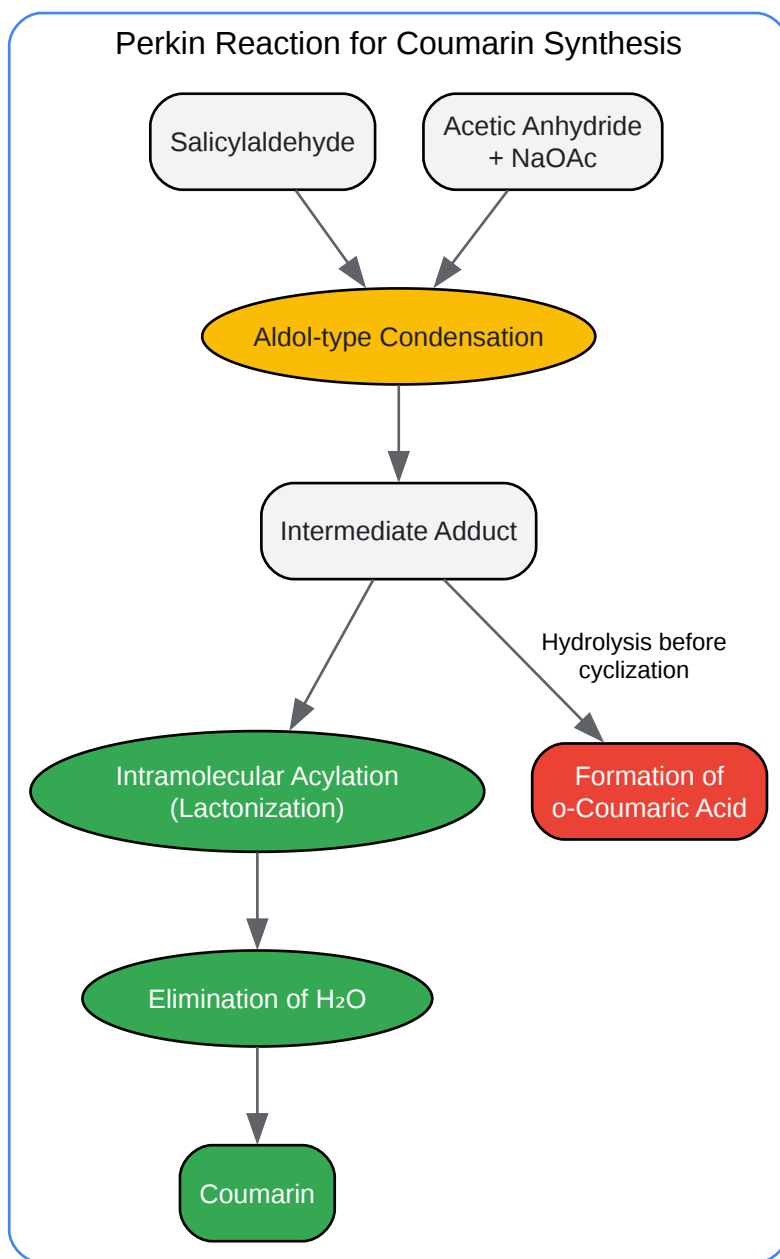 Perkin Reaction for Coumarin Synthesis
Salicylaldehyde
Acetic Anhydride
+ NaOAc
Aldol-type Condensation
Intermediate Adduct
Hydrolysis before
cyclization
Intramolecular Acylation
(Lactonization)
Formation of
o-Coumaric Acid
Elimination of H₂O
Coumarin